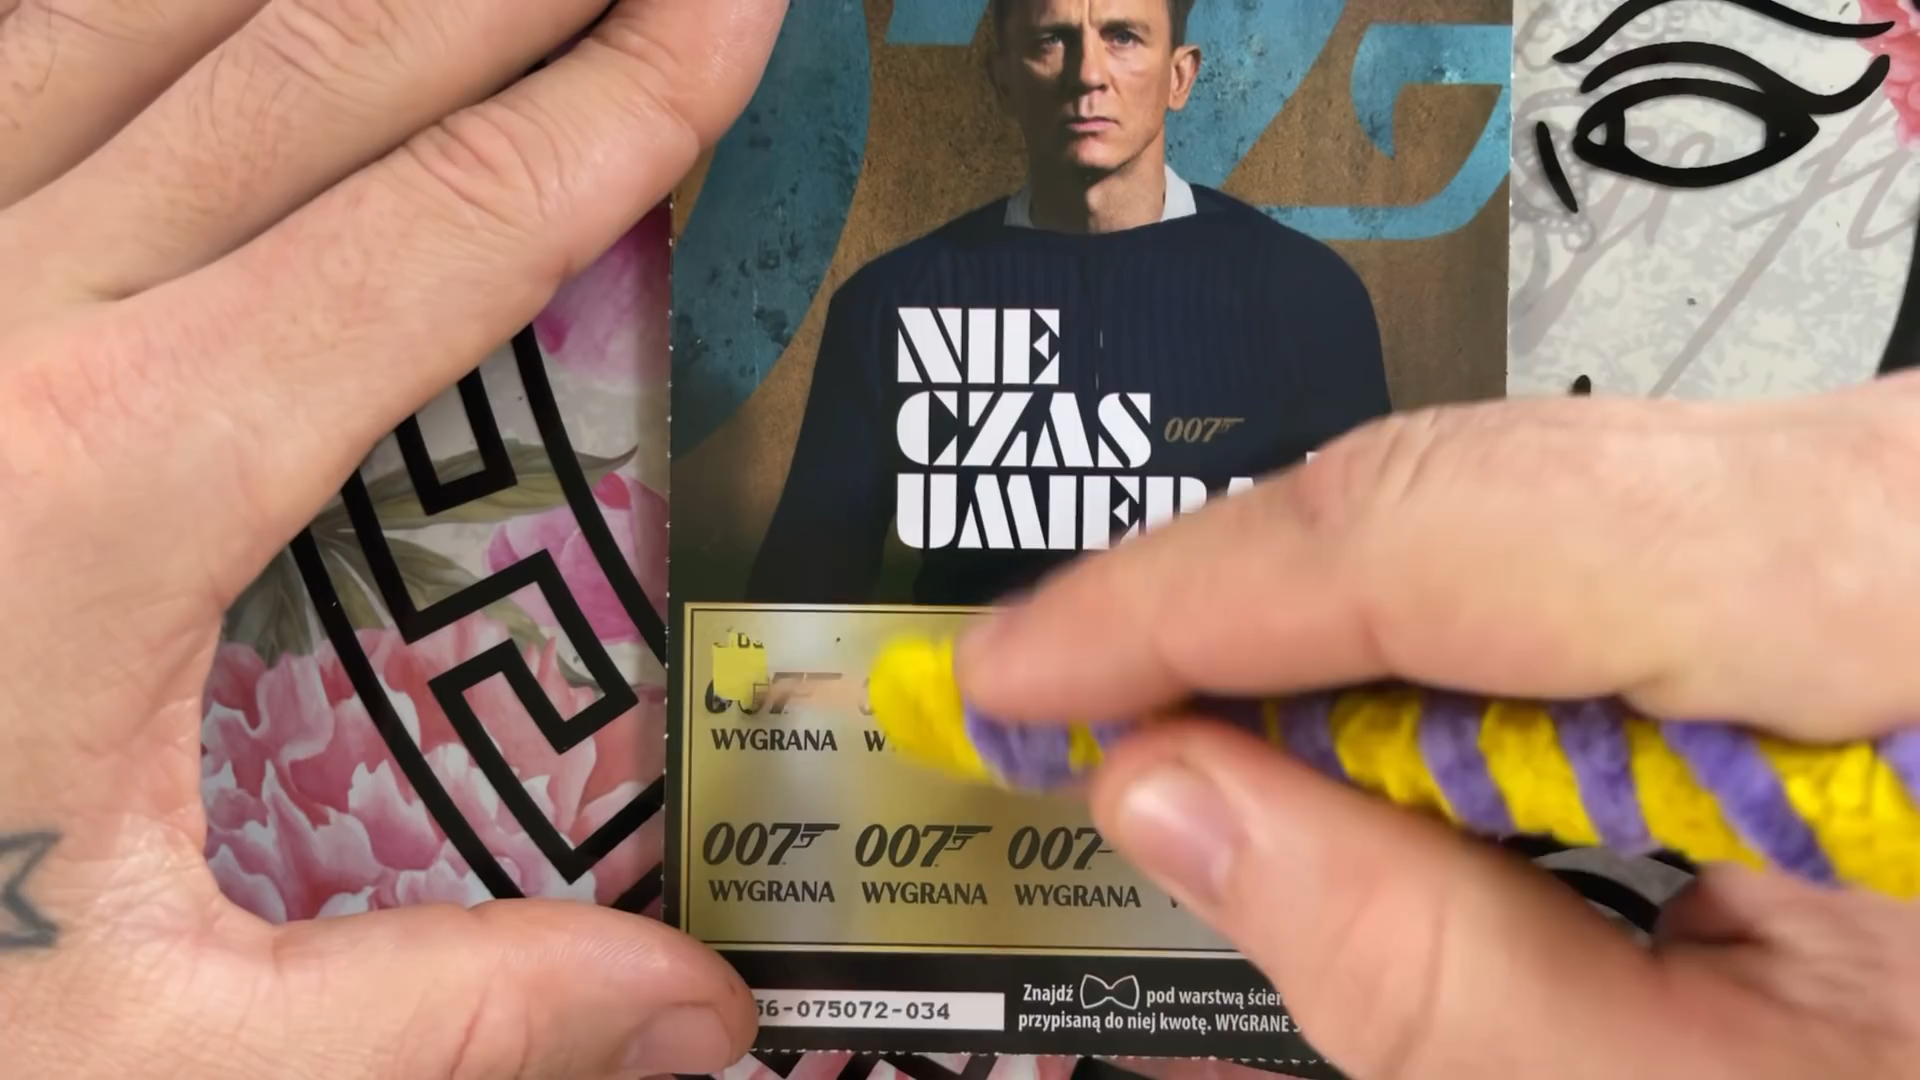 NIE
CZAS 007
WYGRANA
007 007 007
WYGRANA WYGRANA WYGRANA
56-075072-034
Znajdź pod warstwą
przypisaną do niej kwotę. WYGRANE